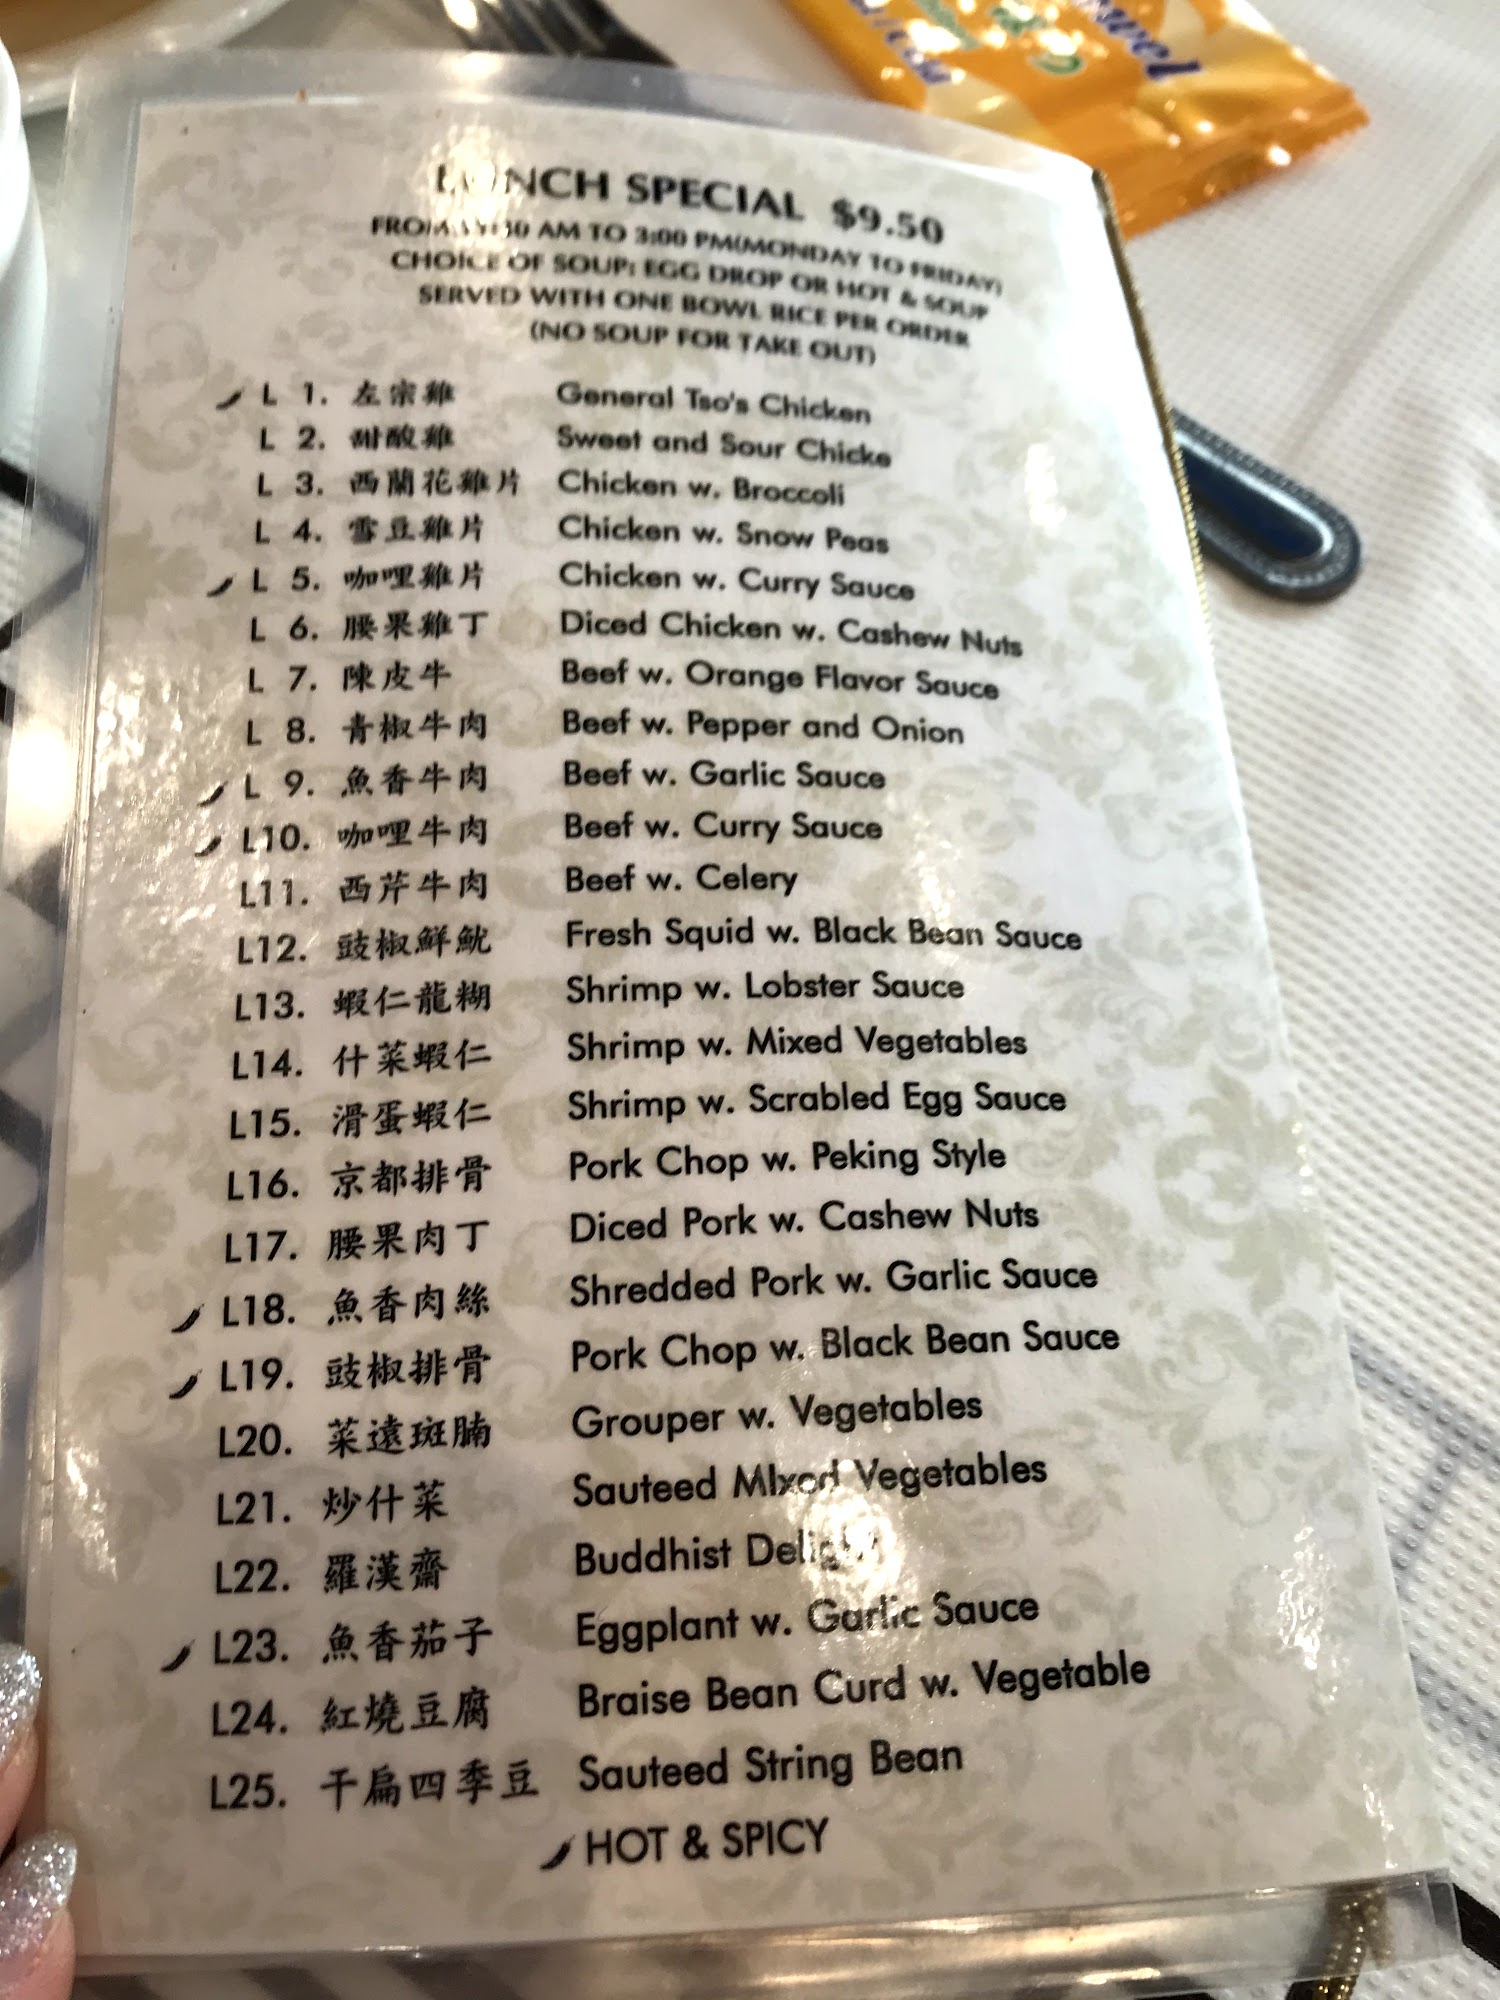 LUNCH SPECIAL $9.50
FROM AM TO 3:00 PM(MONDAY TO FRIDAY)
CHOICE OF SOUP: EGG DROP OR HOT & SOUP
SERVED WITH ONE BOWL RICE PER ORDER
(NO SOUP FOR TAKE OUT)
L 1. 左宗雞 General Tso's Chicken
L 2. 甜酸雞 Sweet and Sour Chicke
L 3. 西蘭花雞片 Chicken w. Broccoli
L 4. 雪豆雞片 Chicken w. Snow Peas
L 5. 咖哩雞片 Chicken w. Curry Sauce
L 6. 腰果雞丁 Diced Chicken w. Cashew Nuts
L 7. 陳皮牛 Beef w. Orange Flavor Sauce
L 8. 青椒牛肉 Beef w. Pepper and Onion
L 9. 魚香牛肉 Beef w. Garlic Sauce
L10. 咖哩牛肉 Beef w. Curry Sauce
L11. 西芹牛肉 Beef w. Celery
L12. 豉椒鮮魷 Fresh Squid w. Black Bean Sauce
L13. 蝦仁龍糊 Shrimp w. Lobster Sauce
L14. 什菜蝦仁 Shrimp w. Mixed Vegetables
L15. 滑蛋蝦仁 Shrimp w. Scrabled Egg Sauce
L16. 京都排骨 Pork Chop w. Peking Style
L17. 腰果肉丁 Diced Pork w. Cashew Nuts
L18. 魚香肉絲 Shredded Pork w. Garlic Sauce
L19. 豉椒排骨 Pork Chop w. Black Bean Sauce
L20. 菜遠斑腩 Grouper w. Vegetables
L21. 炒什菜 Sauteed MIxed Vegetables
L22. 羅漢齋 Buddhist Delight
L23. 魚香茄子 Eggplant w. Garlic Sauce
L24. 紅燒豆腐 Braise Bean Curd w. Vegetable
L25. 干扁四季豆 Sauteed String Bean
HOT & SPICY